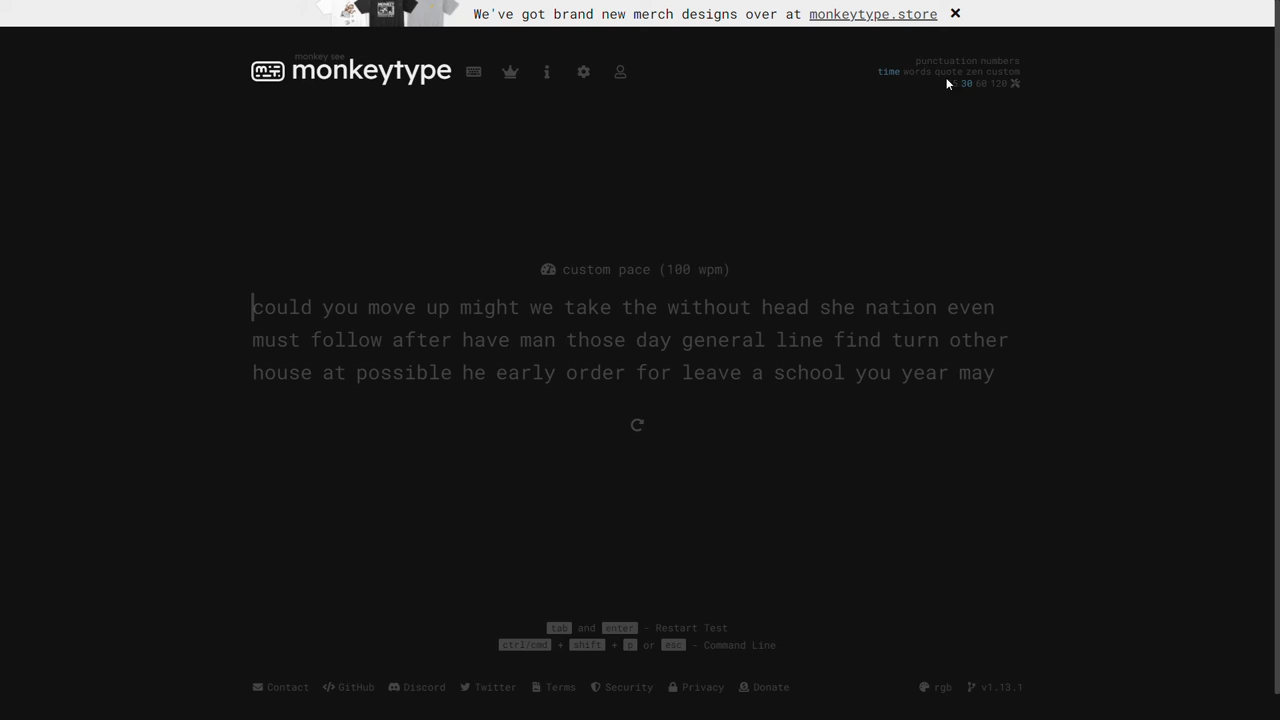 We've got brand new merch designs over at monkeytype.store
monkey see
monkeytype
punctuation numbers
time words quote zen custom
30 60 120
custom pace (100 wpm)
could you move up might we take the without head she nation even
must follow after have man those day general line find turn other
house at possible he early order for leave a school you year may
tab and enter - Restart Test
ctrl/cmd + shift + p or esc - Command Line
Contact GitHub Discord Twitter Terms Security Privacy Donate rgb v1.13.1